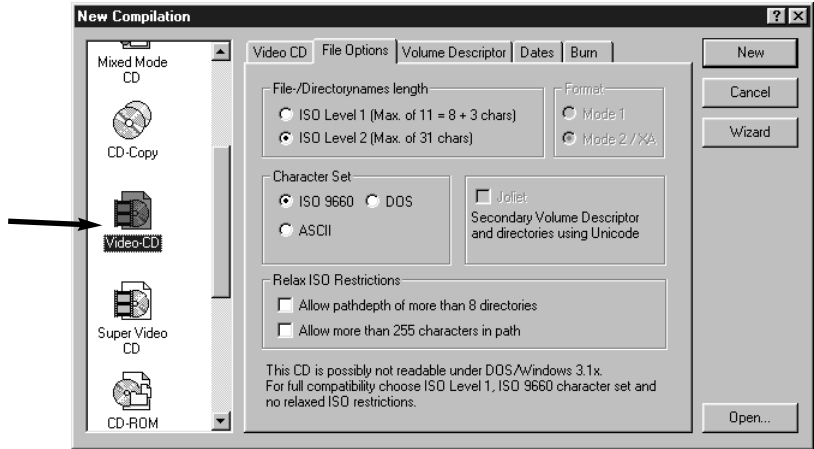 New Compilation
Mixed Mode
CD
CD-Copy
Video-CD
Super Video
CD
CD-ROM
Video CD
File Options
Volume Descriptor
Dates
Burn
File-/Directorynames length
ISO Level 1 (Max. of 11 = 8 + 3 chars)
ISO Level 2 (Max. of 31 chars)
Format
Mode 1
Mode 2 / XA
Character Set
ISO 9660
DOS
ASCII
Joliet
Secondary Volume Descriptor
and directories using Unicode
Relax ISO Restrictions
Allow pathdepth of more than 8 directories
Allow more than 255 characters in path
This CD is possibly not readable under DOS/Windows 3.1x.
For full compatibility choose ISO Level 1, ISO 9660 character set and
no relaxed ISO restrictions.
New
Cancel
Wizard
Open...